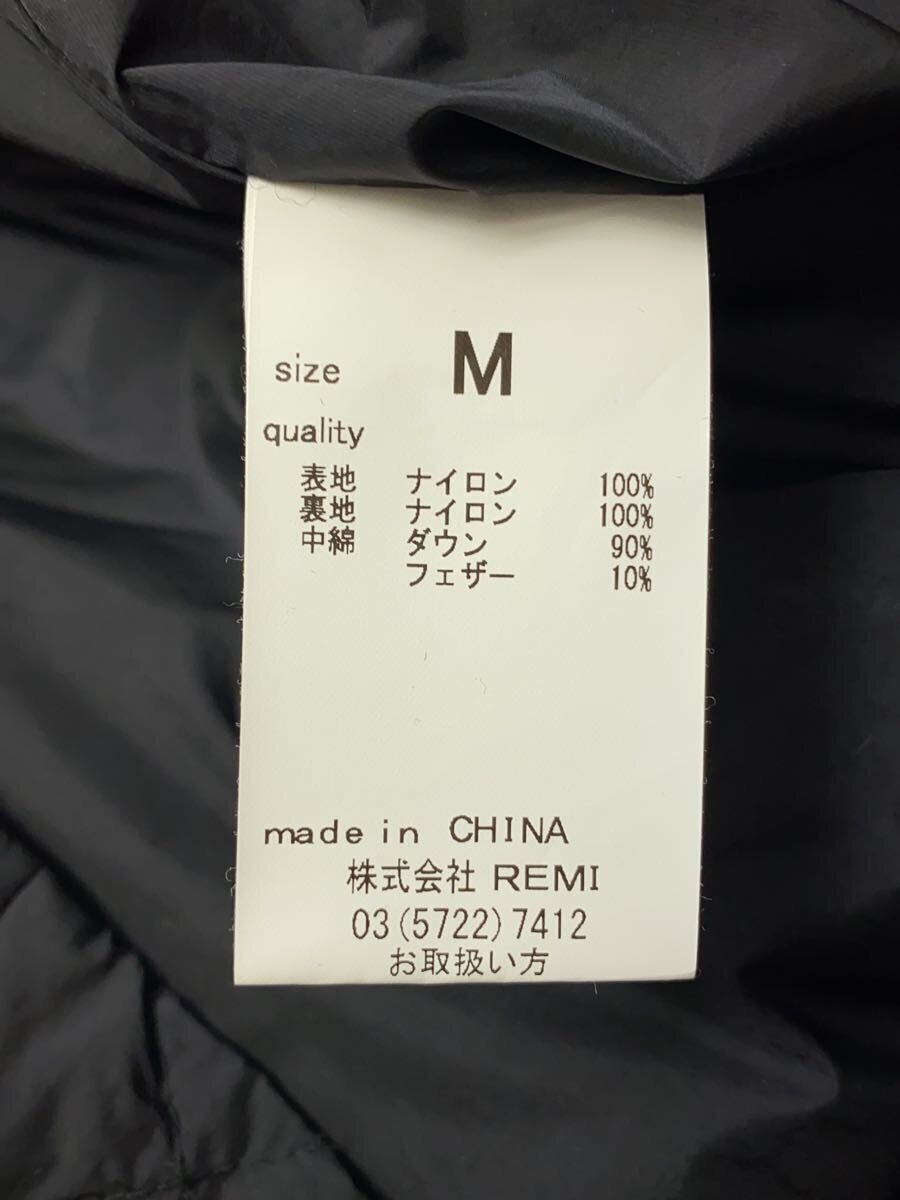 size M
quality
表地 ナイロン 100%
裏地 ナイロン 100%
中綿 ダウン 90%
フェザー 10%
made in CHINA
株式会社 REMI
03(5722)7412
お取扱い方